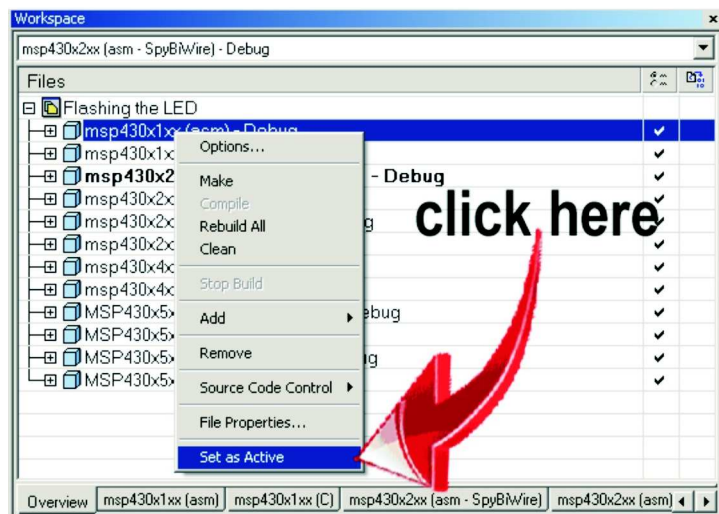 Workspace
msp430x2xx (asm - SpyBiWire) - Debug
Files
Flashing the LED
msp430x1xx (asm) - Debug
msp430x1x
msp430x2 - Debug
msp430x2x
msp430x2x g
msp430x2x
msp430x4x
msp430x4x
MSP430x5x ebug
MSP430x5x
MSP430x5x ug
MSP430x5x
Options...
Make
Compile
Rebuild All
Clean
Stop Build
Add
Remove
Source Code Control
File Properties...
Set as Active
click here
Overview msp430x1xx (asm) msp430x1xx (C) msp430x2xx (asm - SpyBiWire) msp430x2xx (asm)